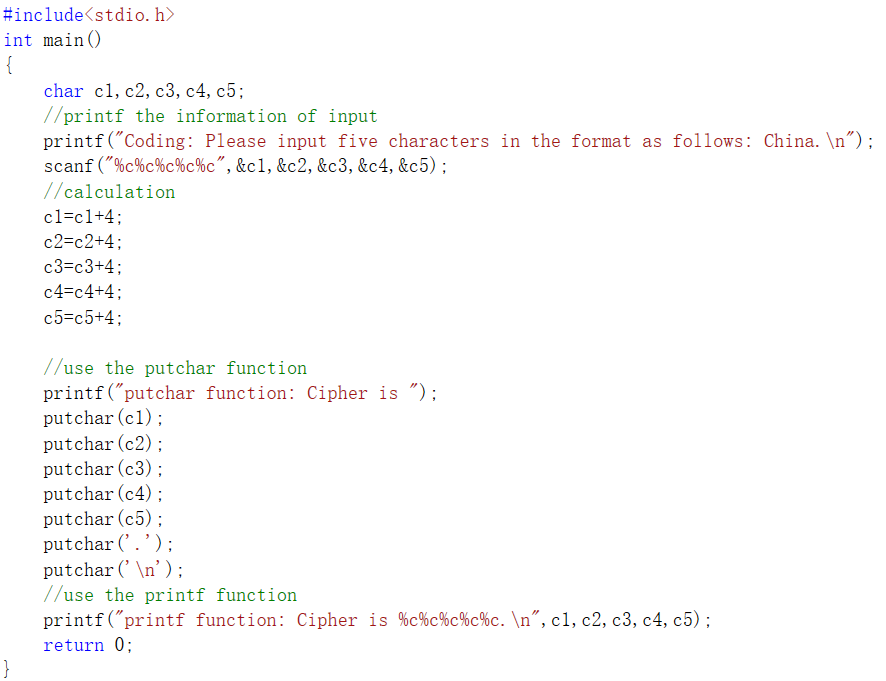 #include<stdio.h>
int main()
{
    char c1,c2,c3,c4,c5;
    //printf the information of input
    printf("Coding: Please input five characters in the format as follows: China.\n");
    scanf("%c%c%c%c%c",&c1,&c2,&c3,&c4,&c5);
    //calculation
    c1=c1+4;
    c2=c2+4;
    c3=c3+4;
    c4=c4+4;
    c5=c5+4;

    //use the putchar function
    printf("putchar function: Cipher is ");
    putchar(c1);
    putchar(c2);
    putchar(c3);
    putchar(c4);
    putchar(c5);
    putchar('.');
    putchar('\n');
    //use the printf function
    printf("printf function: Cipher is %c%c%c%c%c.\n",c1,c2,c3,c4,c5);
    return 0;
}